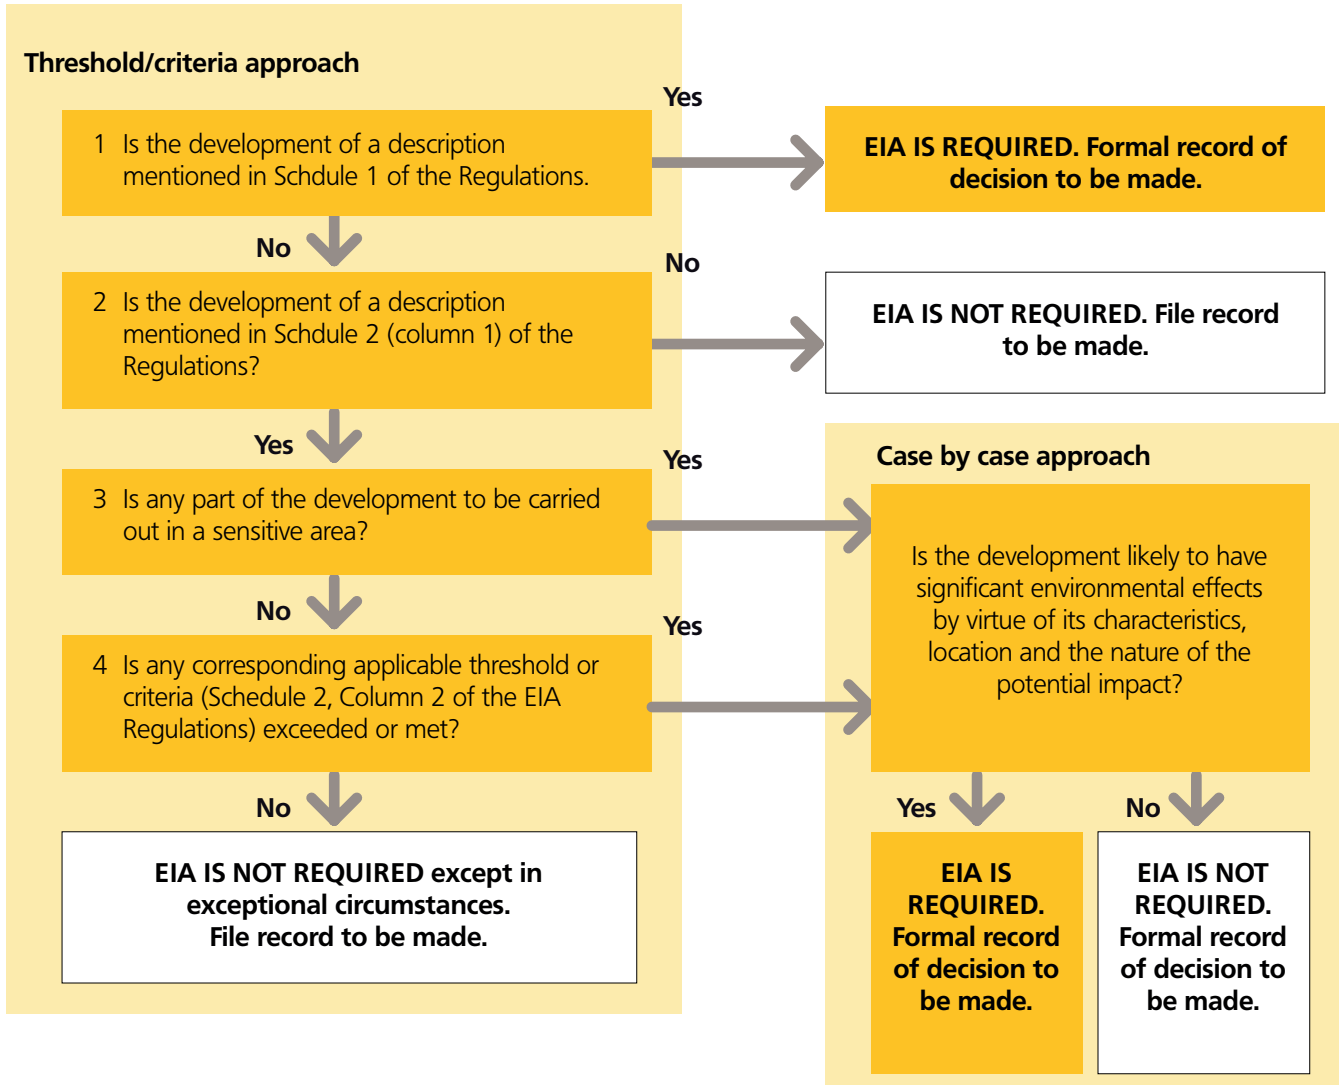 Threshold/criteria approach
Yes
1 Is the development of a description
mentioned in Schdule 1 of the Regulations.
EIA IS REQUIRED. Formal record of
decision to be made.
No
No
2 Is the development of a description
mentioned in Schdule 2 (column 1) of the
Regulations?
EIA IS NOT REQUIRED. File record
to be made.
Yes
Yes
3 Is any part of the development to be carried
out in a sensitive area?
No
Yes
4 Is any corresponding applicable threshold or
criteria (Schedule 2, Column 2 of the EIA
Regulations) exceeded or met?
No
EIA IS NOT REQUIRED except in
exceptional circumstances.
File record to be made.
Case by case approach
Is the development likely to have
significant environmental effects
by virtue of its characteristics,
location and the nature of the
potential impact?
Yes
EIA IS
REQUIRED.
Formal record
of decision to
be made.
No
EIA IS NOT
REQUIRED.
Formal record
of decision to
be made.